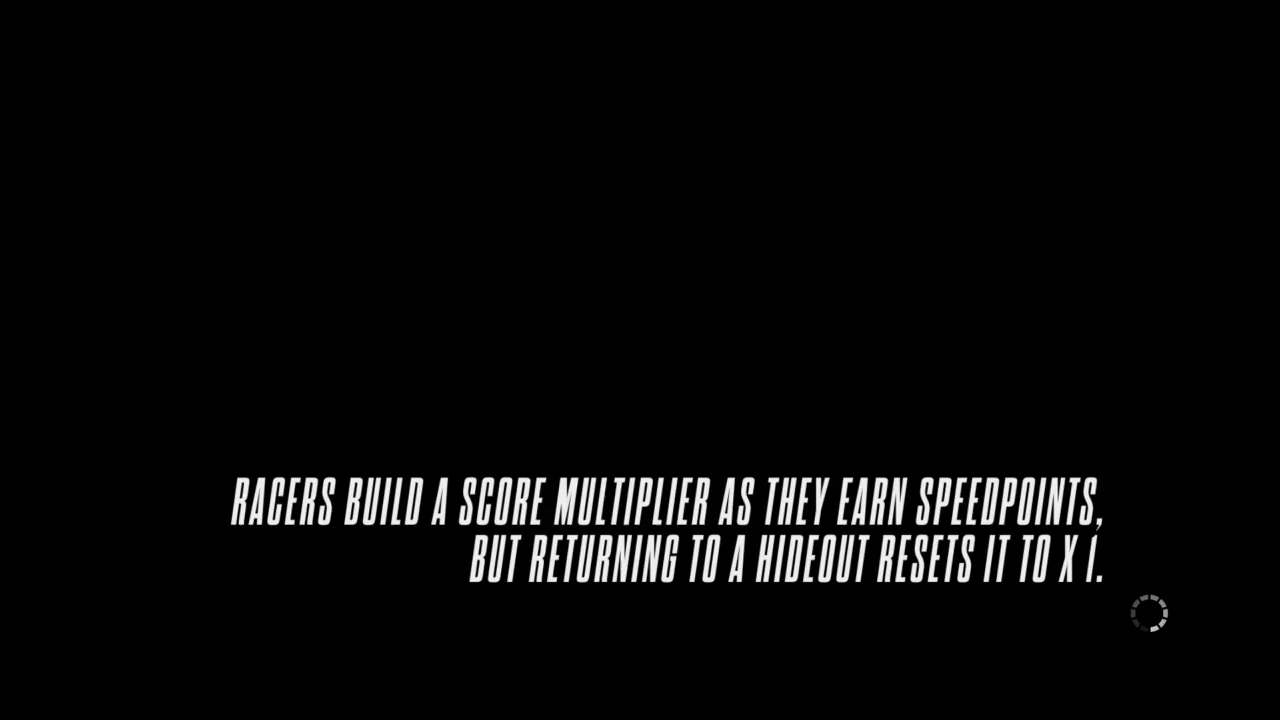 RACERS BUILD A SCORE MULTIPLIER AS THEY EARN SPEEDPOINTS,
BUT RETURNING TO A HIDEOUT RESETS IT TO X 1.